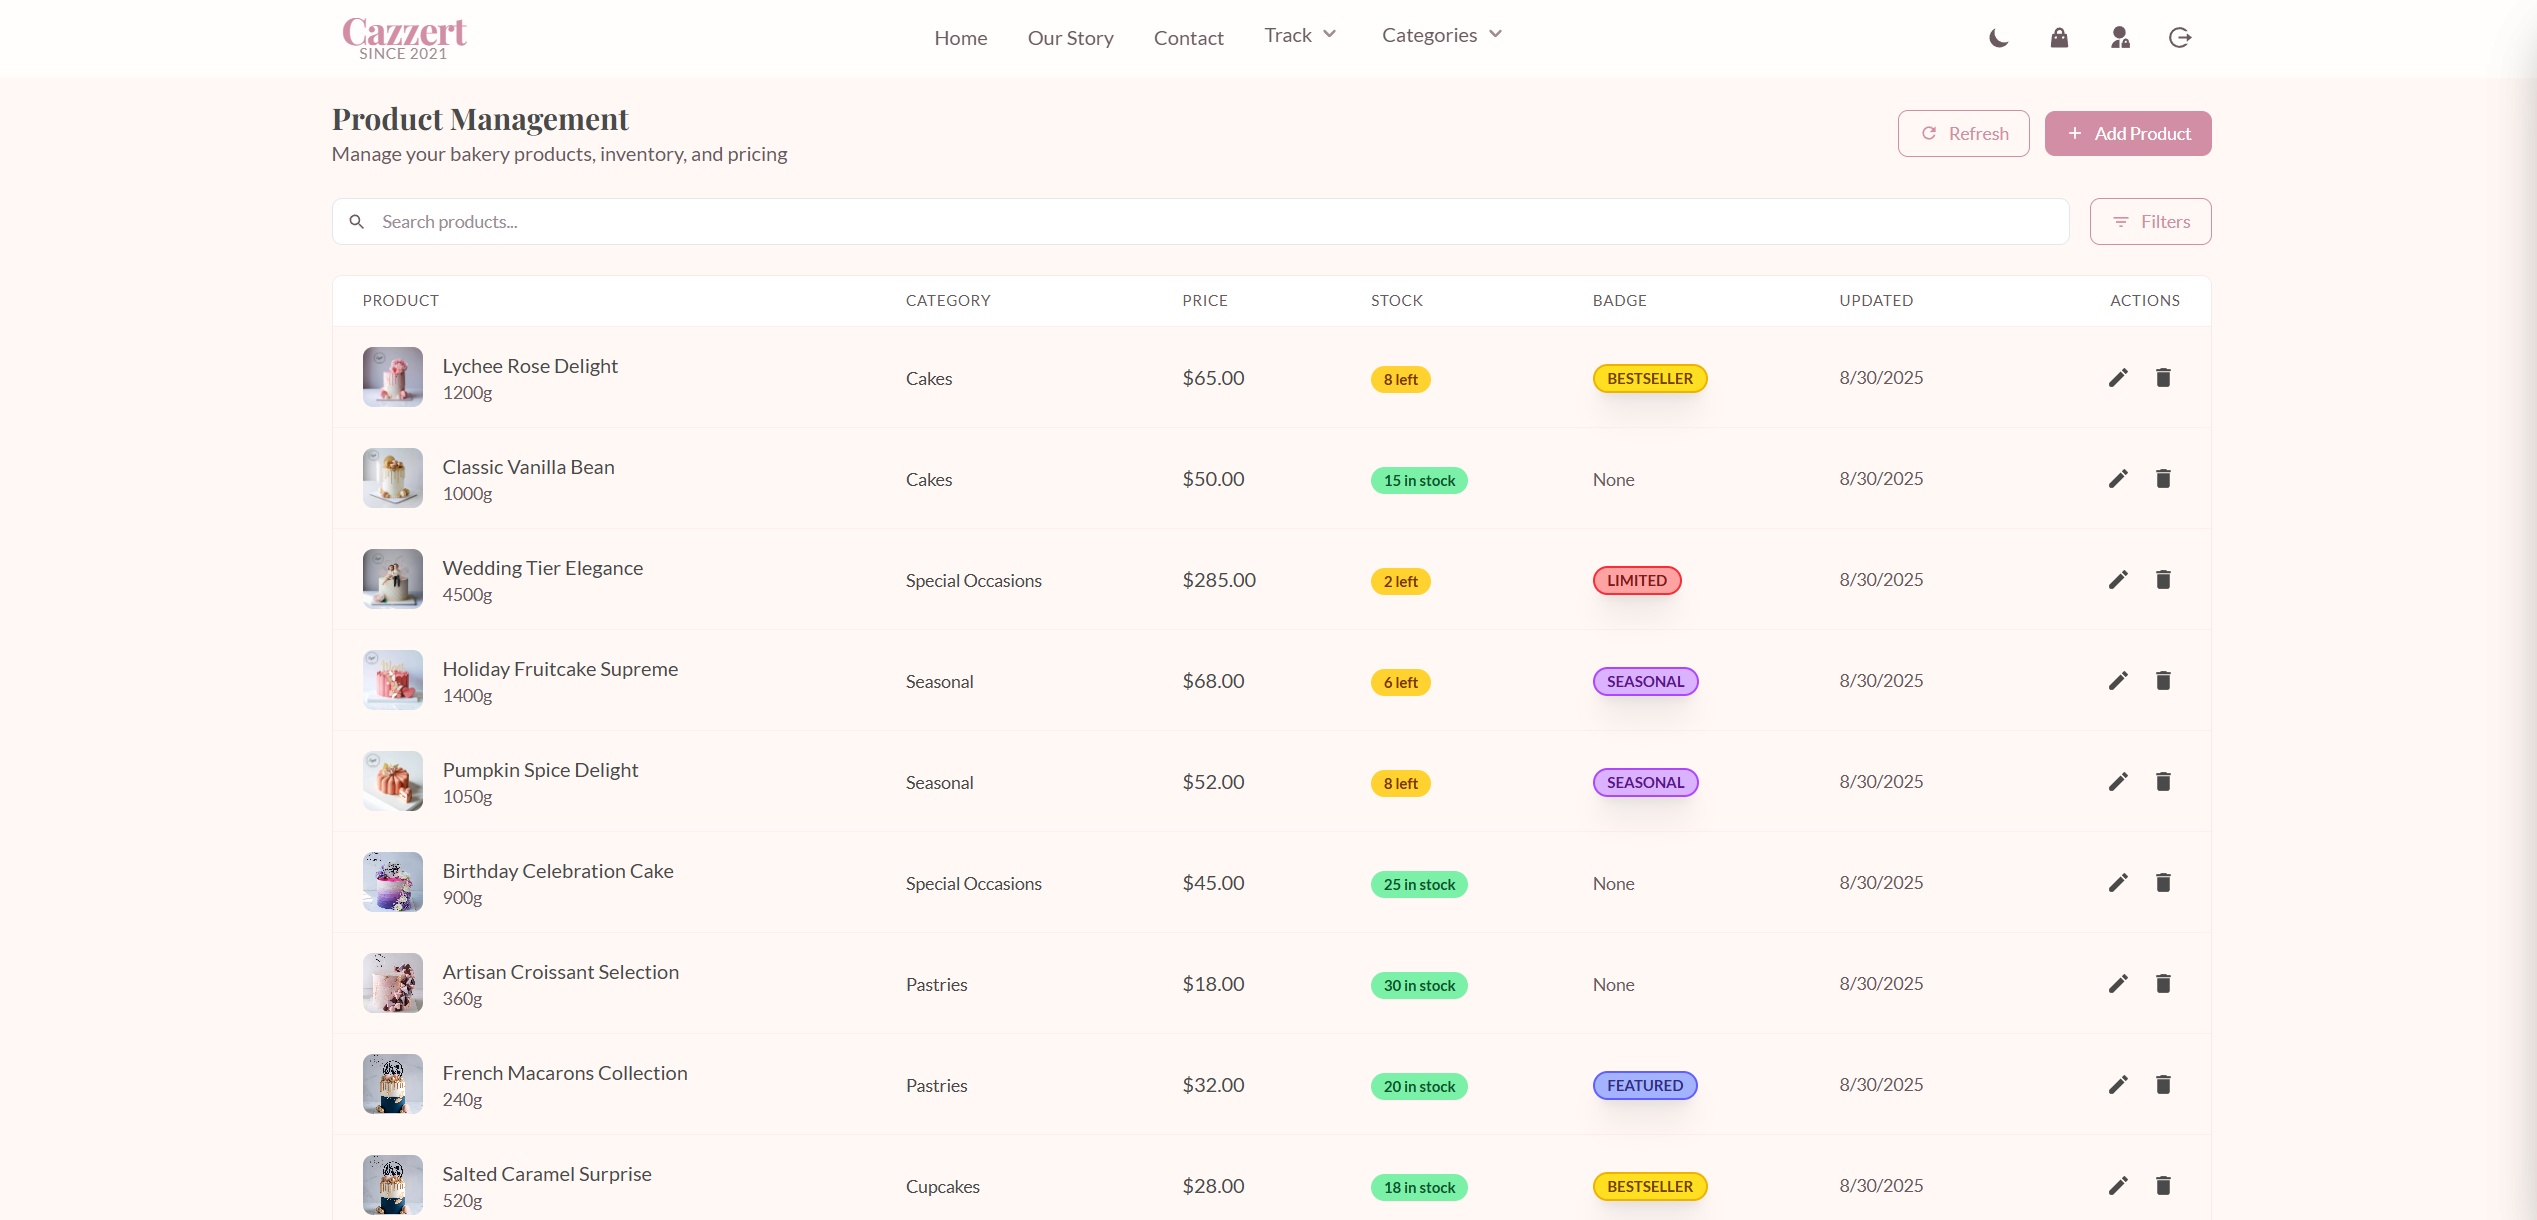 Cazzert
SINCE 2021
Home Our Story Contact Track Categories
Product Management
Manage your bakery products, inventory, and pricing
Refresh Add Product
Search products...
Filters
PRODUCT CATEGORY PRICE STOCK BADGE UPDATED ACTIONS
Lychee Rose Delight
1200g
Cakes $65.00 8 left BESTSELLER 8/30/2025
Classic Vanilla Bean
1000g
Cakes $50.00 15 in stock None 8/30/2025
Wedding Tier Elegance
4500g
Special Occasions $285.00 2 left LIMITED 8/30/2025
Holiday Fruitcake Supreme
1400g
Seasonal $68.00 6 left SEASONAL 8/30/2025
Pumpkin Spice Delight
1050g
Seasonal $52.00 8 left SEASONAL 8/30/2025
Birthday Celebration Cake
900g
Special Occasions $45.00 25 in stock None 8/30/2025
Artisan Croissant Selection
360g
Pastries $18.00 30 in stock None 8/30/2025
French Macarons Collection
240g
Pastries $32.00 20 in stock FEATURED 8/30/2025
Salted Caramel Surprise
520g
Cupcakes $28.00 18 in stock BESTSELLER 8/30/2025